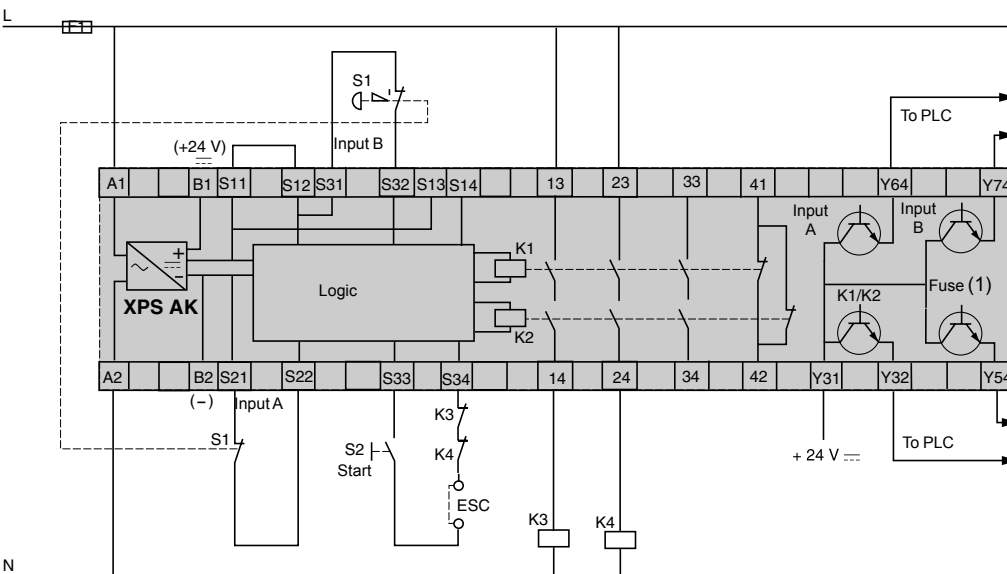 L
F1
S1
To PLC
(+24 V)
Input B
A1 B1 S11 S12 S31 S32 S13 S14 13 23 33 41 Y64 Y74
Input A
Input B
K1
+
−
Logic
Fuse (1)
XPS AK
K1/K2
K2
A2 B2 S21 S22 S33 S34 14 24 34 42 Y31 Y32 Y54
(−) Input A
K3
S1
S2
Start
K4
To PLC
+ 24 V
ESC
K3
K4
N